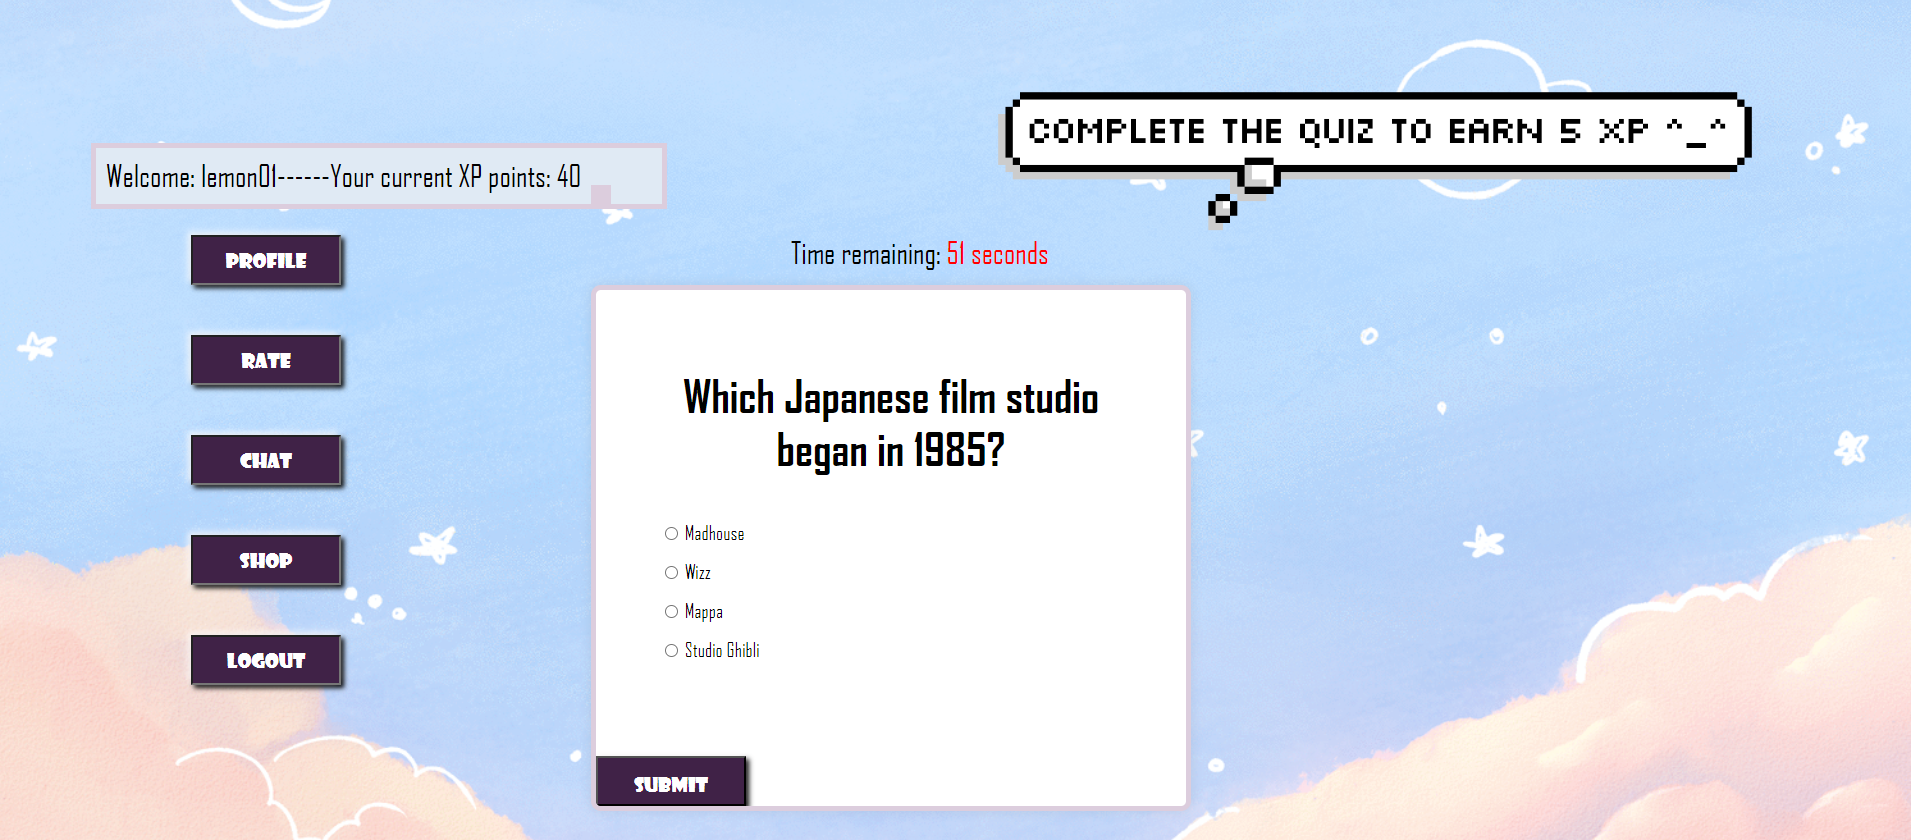 COMPLETE THE QUIZ TO EARN 5 XP ^_^
Welcome: lemon01------Your current XP points: 40
PROFILE
RATE
CHAT
SHOP
LOGOUT
Time remaining: 51 seconds
Which Japanese film studio
began in 1985?
Madhouse
Wizz
Mappa
Studio Ghibli
SUBMIT